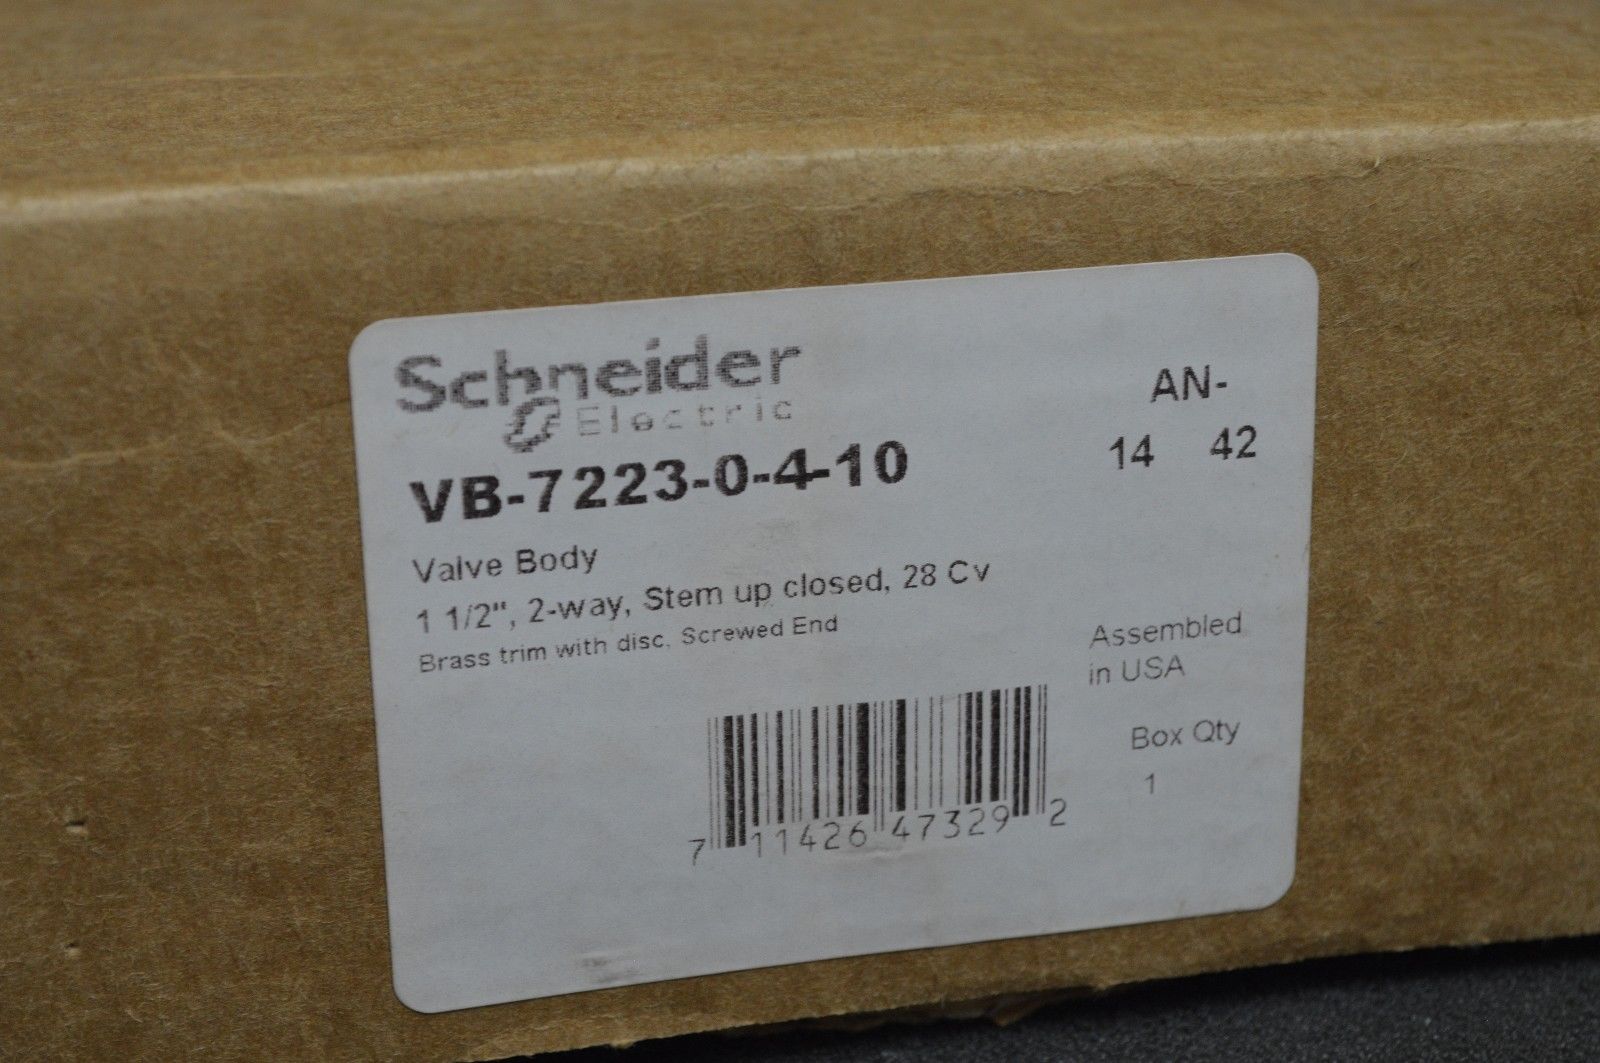 Schneider
Electric
AN-
14 42
VB-7223-0-4-10
Valve Body
1 1/2", 2-way, Stem up closed, 28 Cv
Brass trim with disc, Screwed End
Assembled
in USA
Box Qty
1
7 11426 47329 2